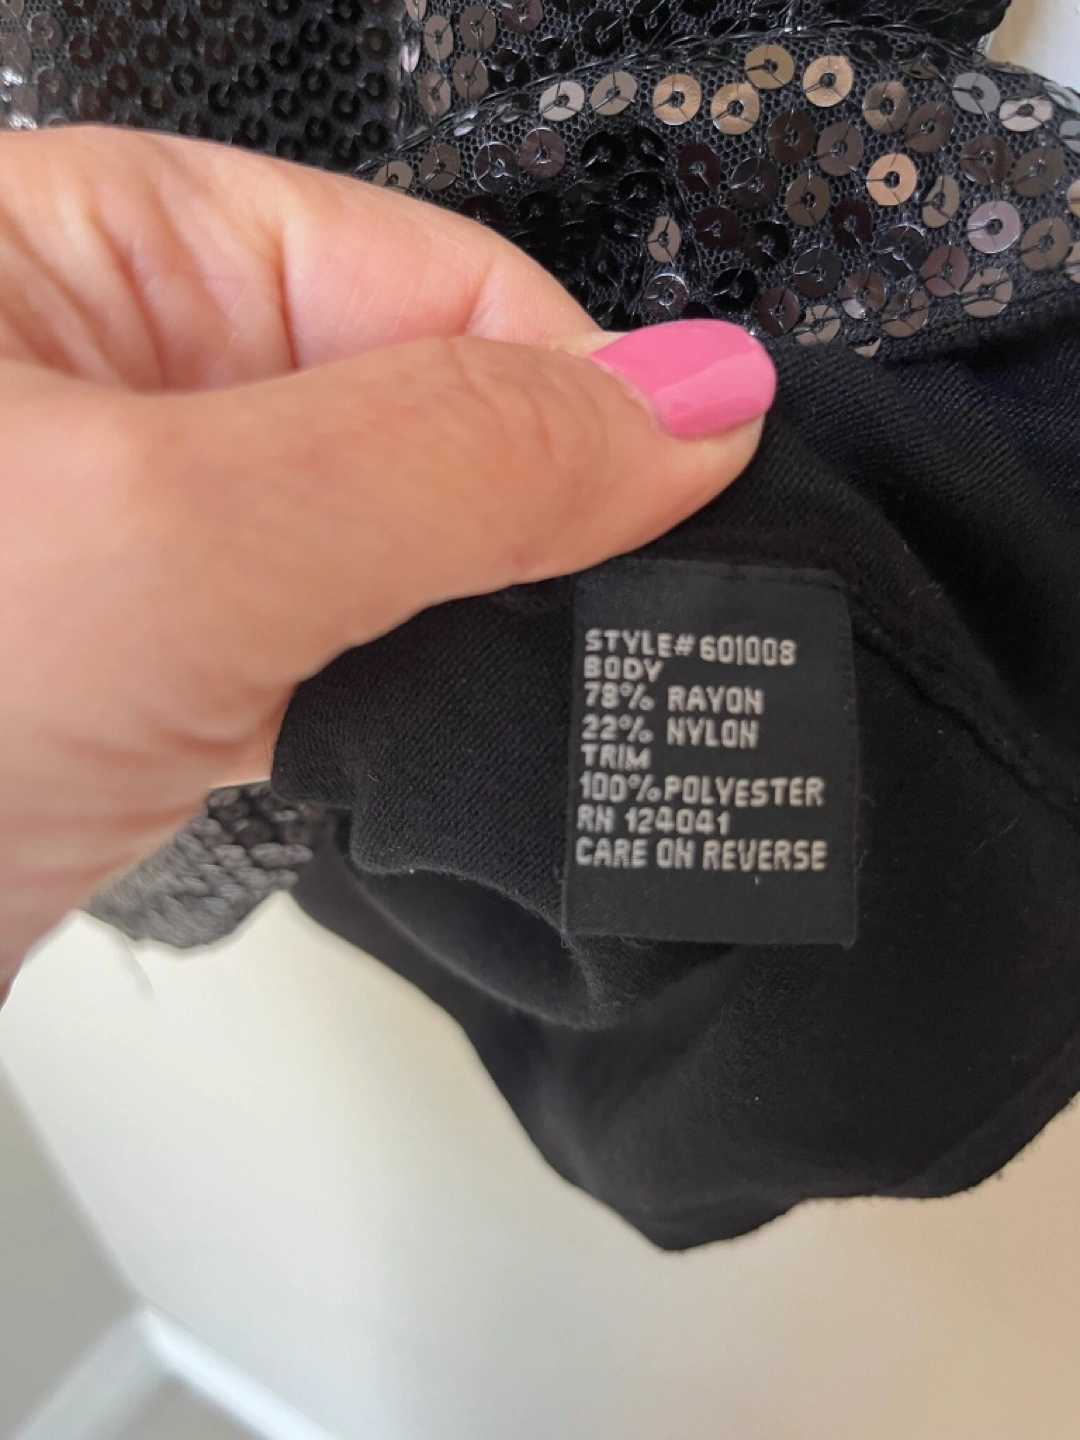 STYLE# 601008
BODY
78% RAYON
22% NYLON
TRIM
100% POLYESTER
RN 124041
CARE ON REVERSE